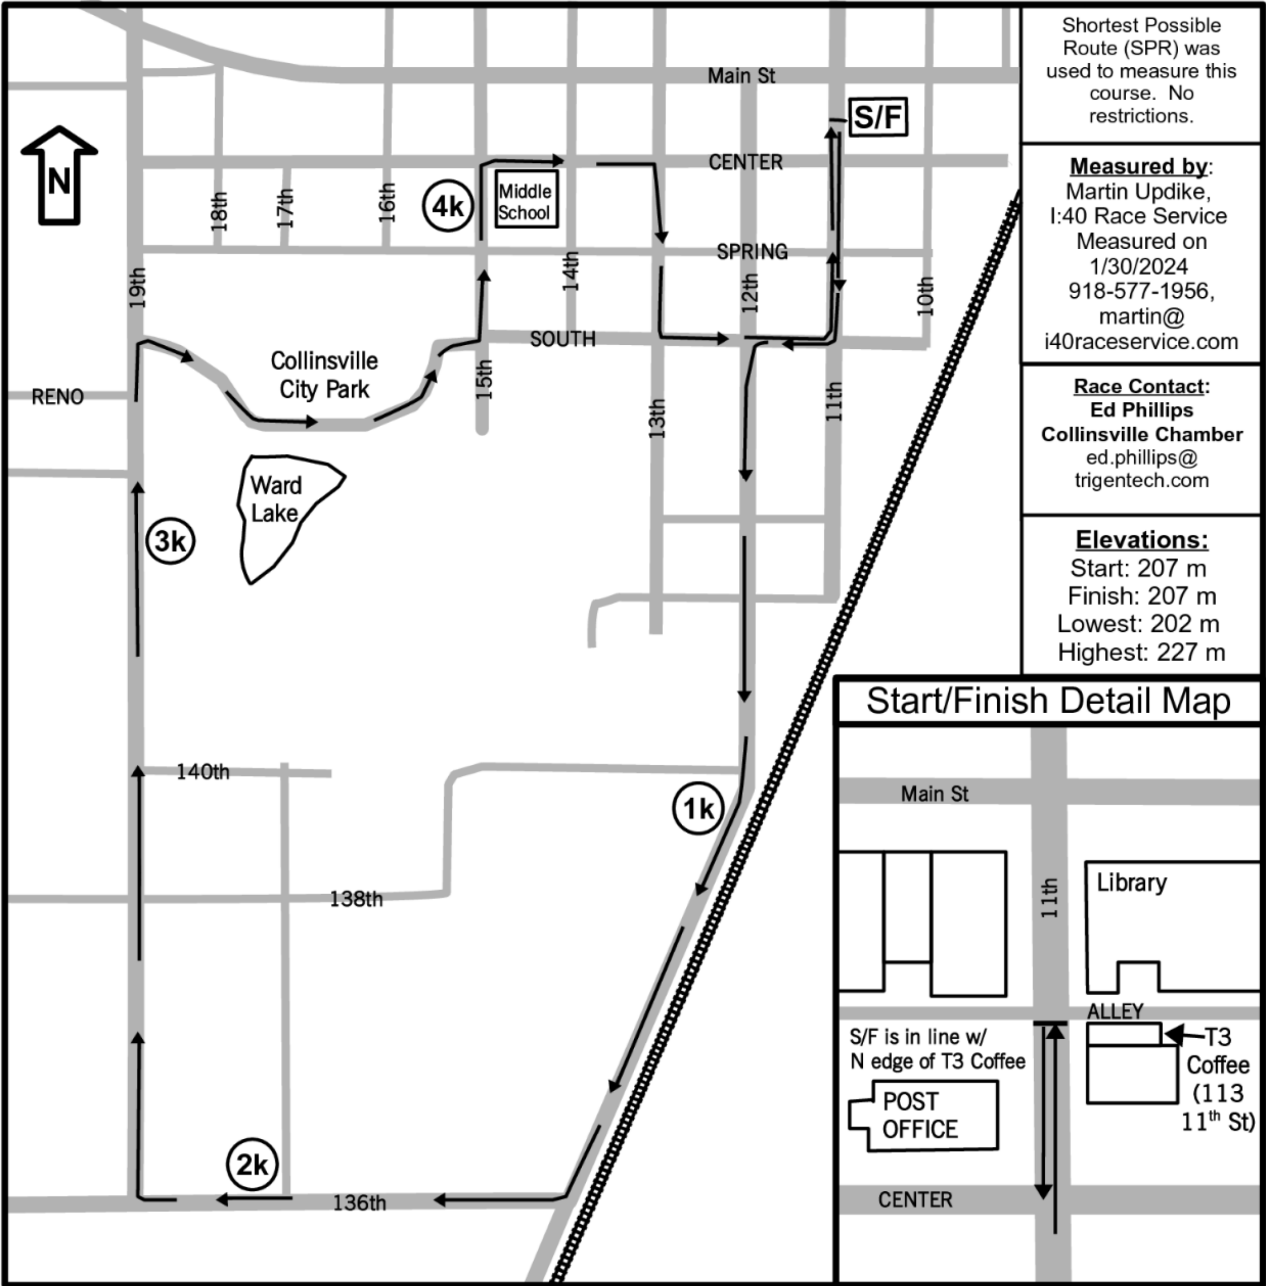 Main St
S/F
CENTER
N
18th
17th
16th
4k
Middle
School
SPRING
19th
14th
12th
10th
SOUTH
Collinsville
City Park
RENO
15th
13th
11th
Ward
Lake
3k
140th
1k
138th
2k
136th
Shortest Possible
Route (SPR) was
used to measure this
course. No
restrictions.
Measured by:
Martin Updike,
I:40 Race Service
Measured on
1/30/2024
918-577-1956,
martin@
i40raceservice.com
Race Contact:
Ed Phillips
Collinsville Chamber
ed.phillips@
trigentech.com
Elevations:
Start: 207 m
Finish: 207 m
Lowest: 202 m
Highest: 227 m
Start/Finish Detail Map
Main St
11th
Library
ALLEY
S/F is in line w/
N edge of T3 Coffee
T3
Coffee
(113
11th St)
POST
OFFICE
CENTER